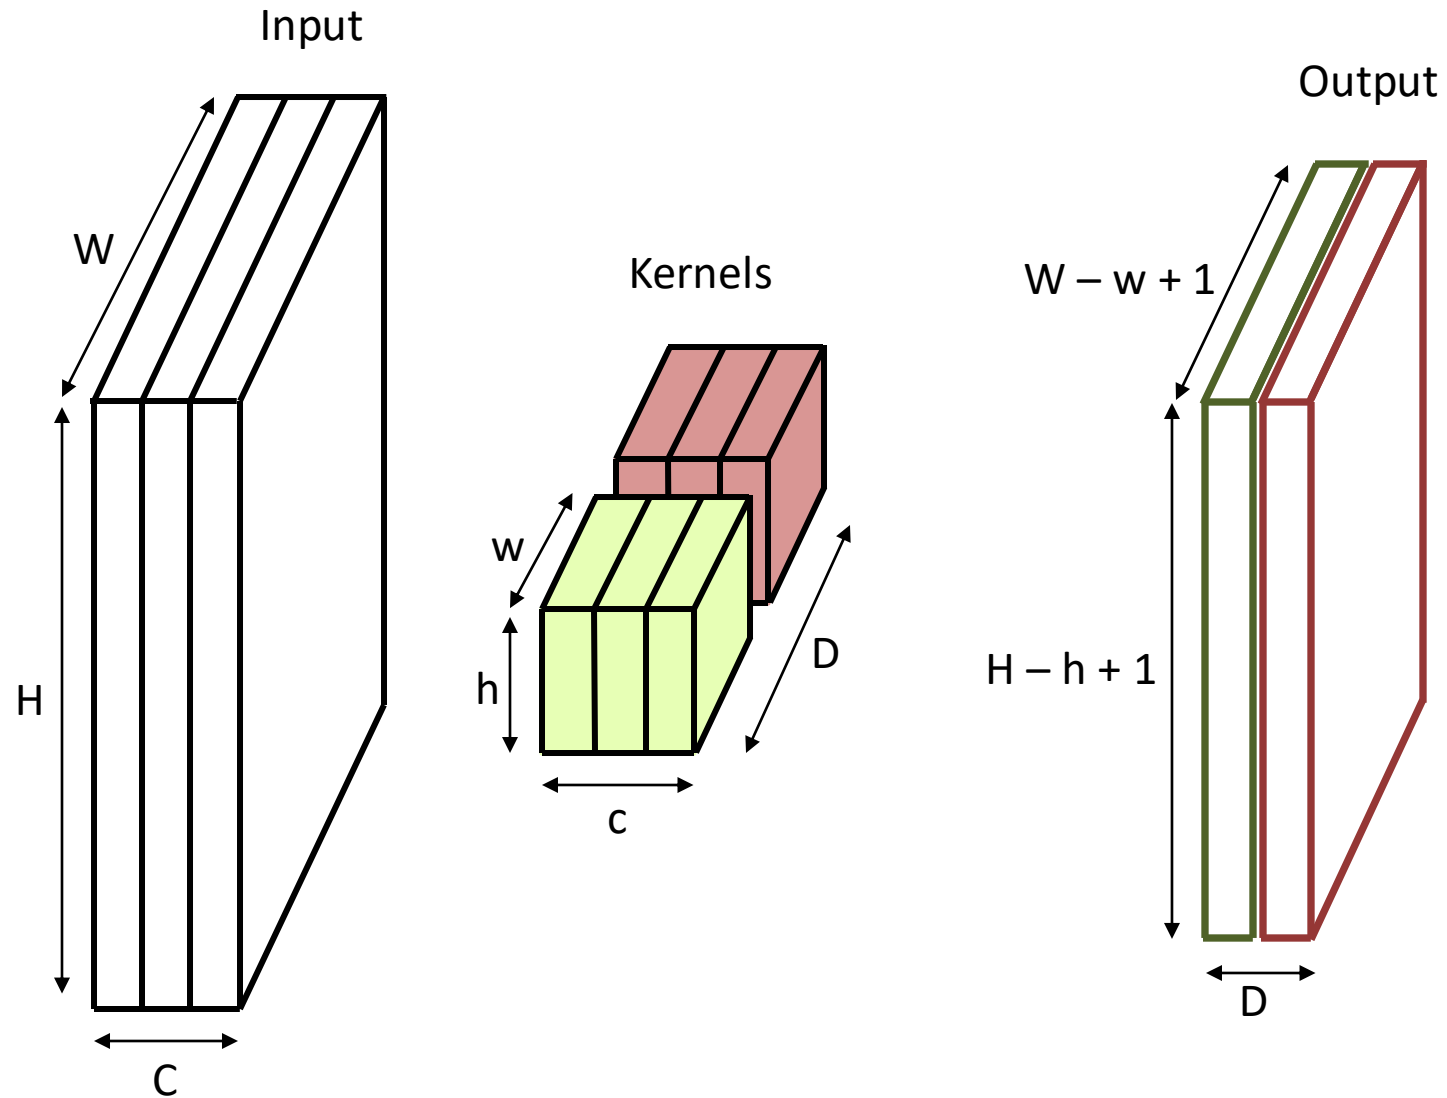 Input
W
H
C
Kernels
w
h
c
D
Output
W – w + 1
H – h + 1
D